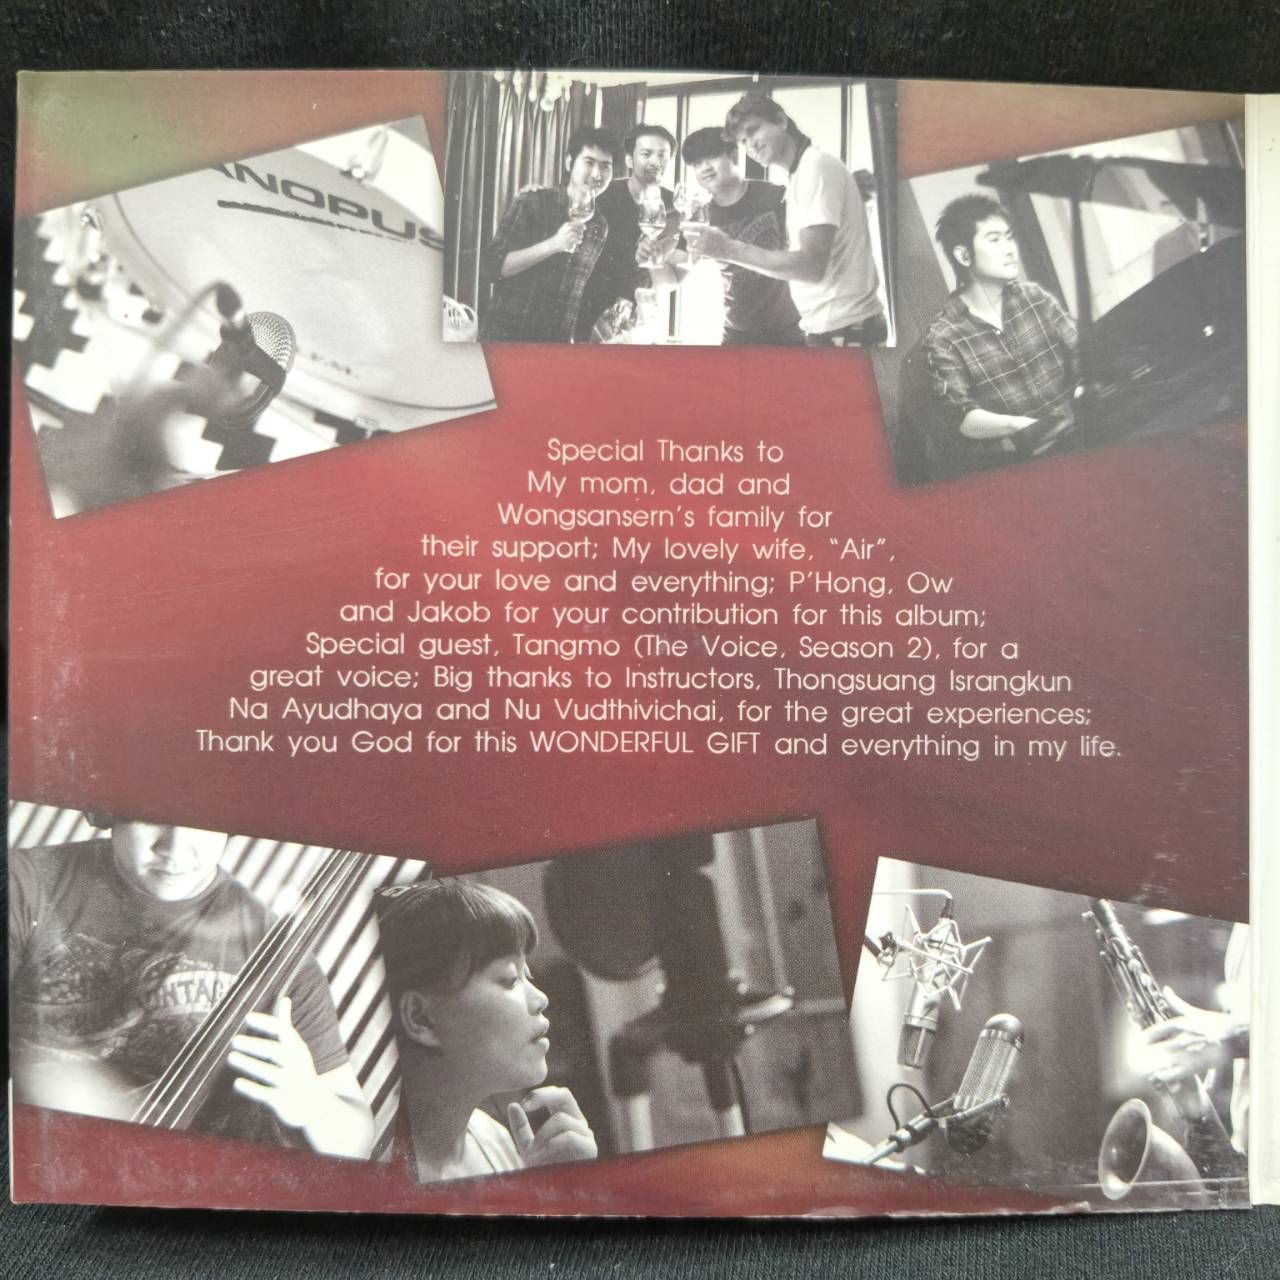 ANOPUS
Special Thanks to
My mom, dad and
Wongsansern's family for
their support; My lovely wife, "Air",
for your love and everything; P'Hong, Ow
and Jakob for your contribution for this album;
Special guest, Tangmo (The Voice, Season 2), for a
great voice; Big thanks to Instructors, Thongsuang Israngkun
Na Ayudhaya and Nu Vudthivichai, for the great experiences;
Thank you God for this WONDERFUL GIFT and everything in my life.